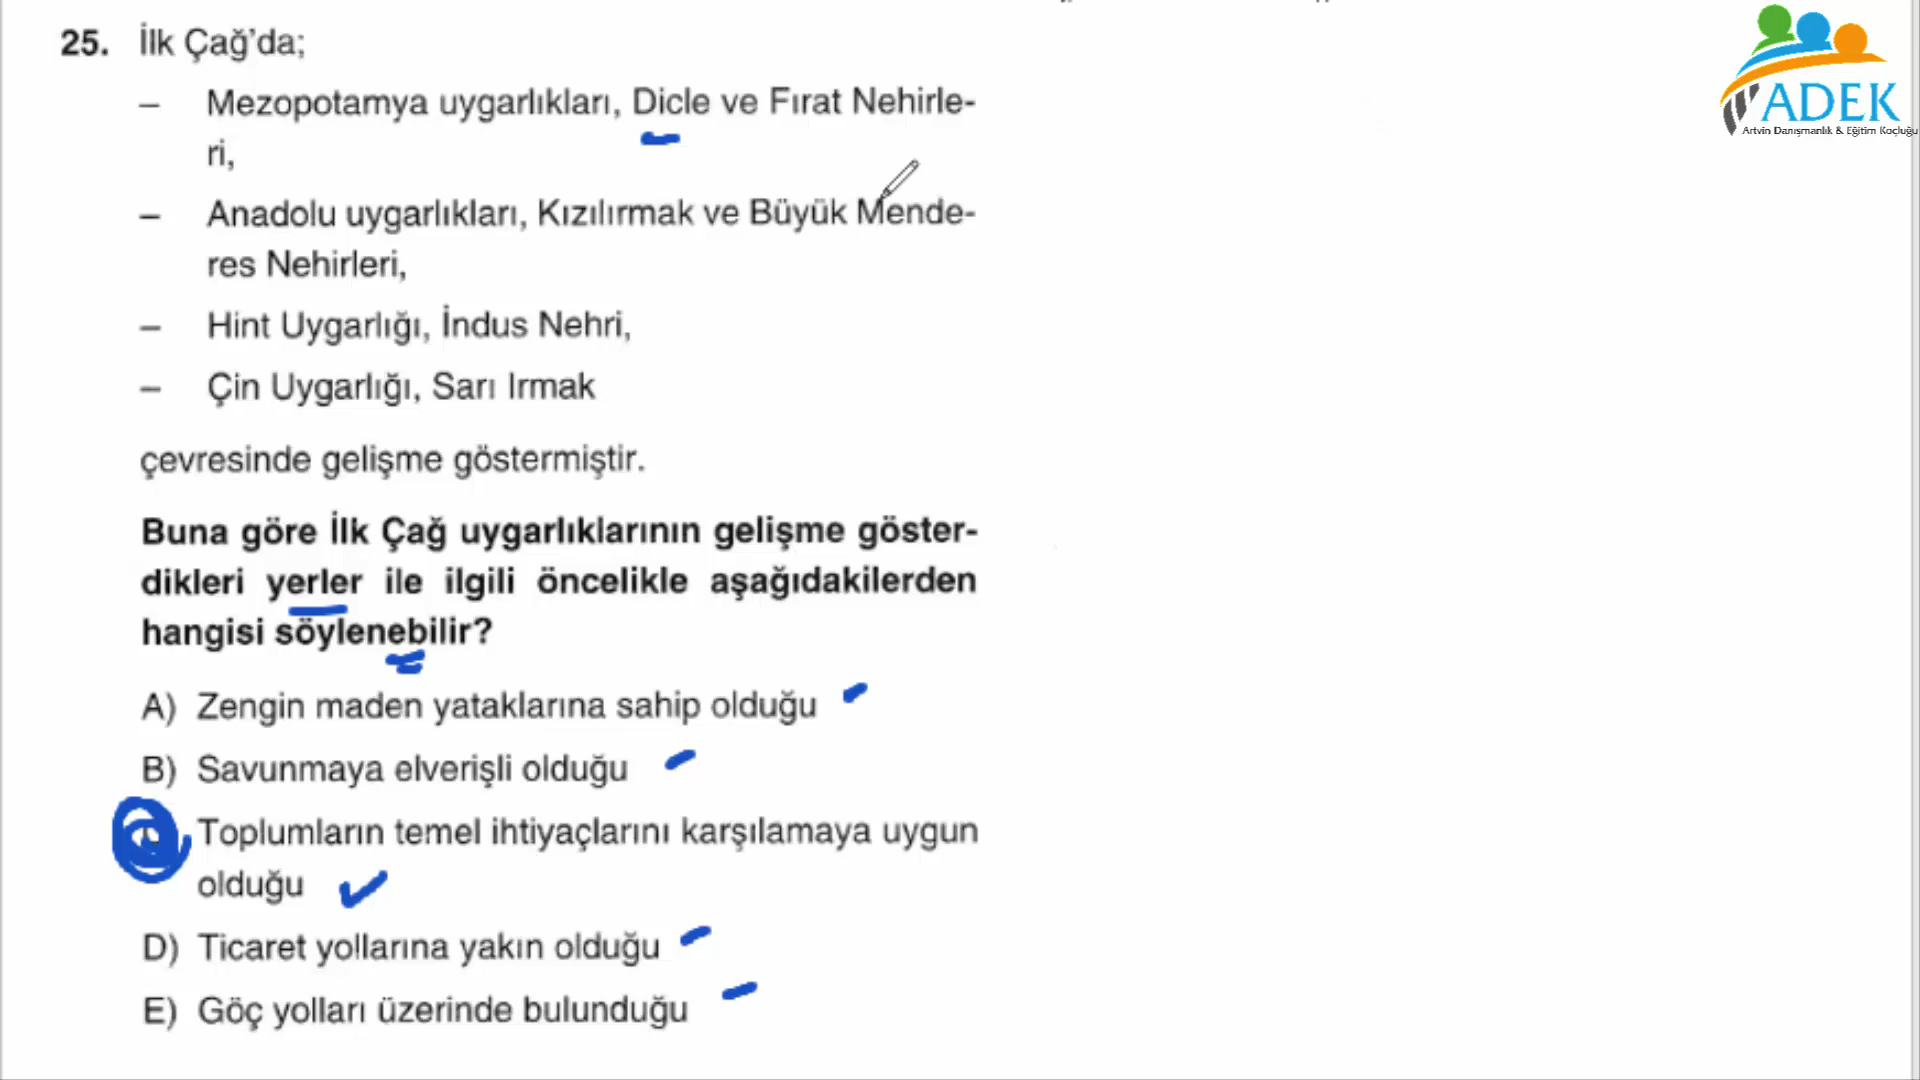 25. İlk Çağ'da;
– Mezopotamya uygarlıkları, Dicle ve Fırat Nehirle-
ri,
– Anadolu uygarlıkları, Kızılırmak ve Büyük Mende-
res Nehirleri,
– Hint Uygarlığı, İndus Nehri,
– Çin Uygarlığı, Sarı Irmak
çevresinde gelişme göstermiştir.
Buna göre İlk Çağ uygarlıklarının gelişme göster-
dikleri yerler ile ilgili öncelikle aşağıdakilerden
hangisi söylenebilir?
A) Zengin maden yataklarına sahip olduğu
B) Savunmaya elverişli olduğu
Toplumların temel ihtiyaçlarını karşılamaya uygun
olduğu
D) Ticaret yollarına yakın olduğu
E) Göç yolları üzerinde bulunduğu
ADEK
Artvin Danışmanlık & Eğitim Koçluğu